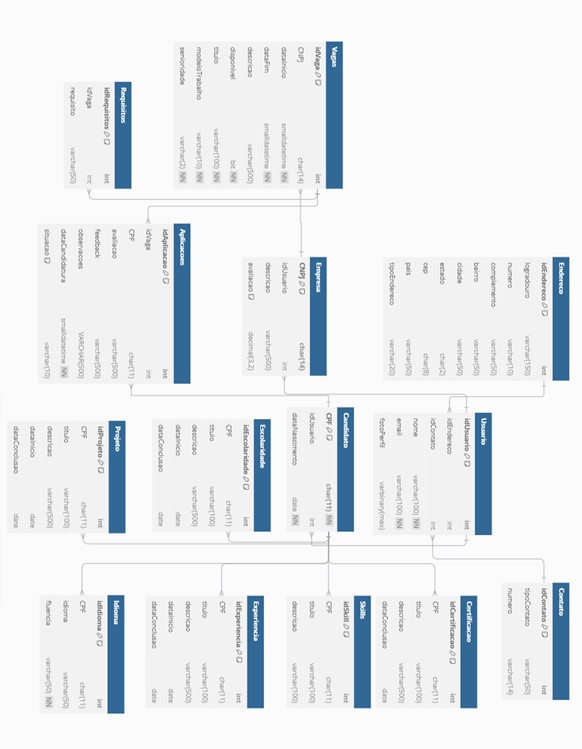 Endereco
idEndereco int
logradouro varchar(150)
numero varchar(10)
complemento varchar(50)
bairro varchar(50)
cidade varchar(50)
estado char(2)
cep char(8)
pais varchar(50)
tipoEndereco varchar(20)
Contato
idContato int
tipoContato varchar(50)
numero varchar(14)
Usuario
idUsuario int
idEndereco int
idContato int
nome varchar(100) NN
email varchar(100) NN
fotoPerfil varbinary(max)
Certificacao
idCertificacao int
CPF char(11)
titulo varchar(100)
descricao varchar(500)
dataConclusao date
Skills
idSkill int
CPF char(11)
titulo varchar(100)
descricao varchar(100)
Candidato
CPF char(11) NN
idUsuario int
dataNascimento date NN
Vagas
idVaga int
CNPJ char(14)
dataInicio smalldatetime NN
dataFim smalldatetime NN
descricao varchar(500)
disponivel bit NN
titulo varchar(100) NN
modeloTrabalho varchar(10) NN
senioridade varchar(2) NN
Empresa
CNPJ char(14)
idUsuario int
descricao varchar(500)
avaliacao decimal(3,2)
Escolaridade
idEscolaridade int
CPF char(11)
titulo varchar(100)
descricao varchar(500)
dataInicio date
dataConclusao date
Experiencia
idExperiencia int
CPF char(11)
titulo varchar(100)
descricao varchar(500)
dataInicio date
dataConclusao date
Aplicacoes
idAplicacao int
idVaga int
CPF char(11)
avaliacao varchar(500)
feedback varchar(500)
observacoes VARCHAR(500)
dataCandidatura smalldatetime NN
situacao varchar(10)
Requisitos
idRequisitos int
idVaga int
requisito varchar(50)
Projeto
idProjeto int
CPF char(11)
titulo varchar(100)
descricao varchar(500)
dataInicio date
dataConclusao date
Idioma
idIdioma int
CPF char(11)
idioma varchar(50)
fluencia varchar(50) NN